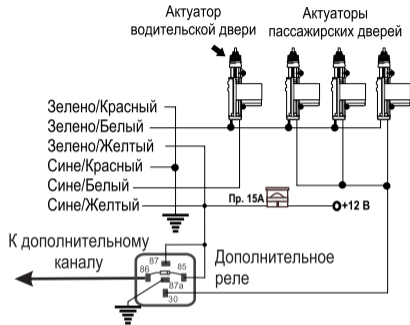 Актуатор
водительской двери
Актуаторы
пассажирских дверей
Зелено/Красный
Зелено/Белый
Зелено/Желтый
Сине/Красный
Сине/Белый
Сине/Желтый
Пр. 15А
+12 В
К дополнительному
каналу
Дополнительное
реле
87
86
85
87а
30